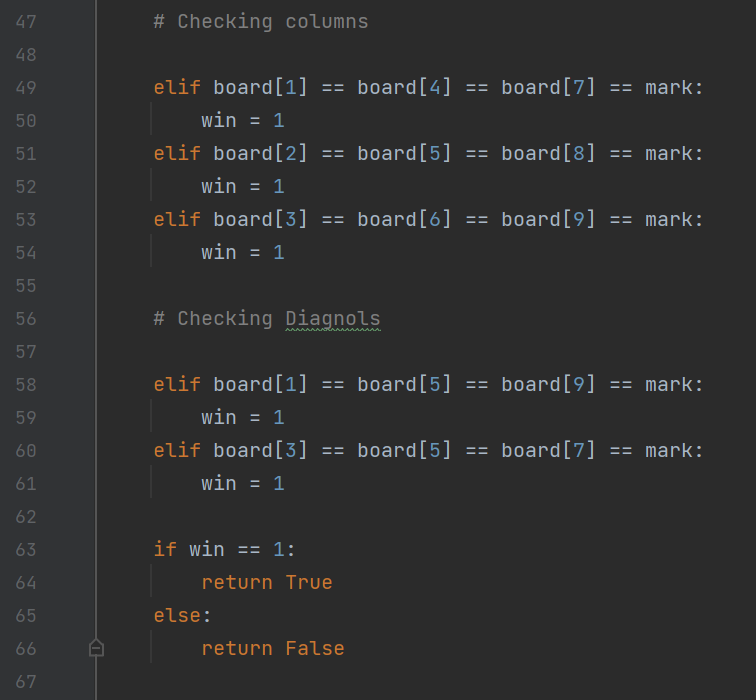 47 # Checking columns
48
49 elif board[1] == board[4] == board[7] == mark:
50 win = 1
51 elif board[2] == board[5] == board[8] == mark:
52 win = 1
53 elif board[3] == board[6] == board[9] == mark:
54 win = 1
55
56 # Checking Diagnols
57
58 elif board[1] == board[5] == board[9] == mark:
59 win = 1
60 elif board[3] == board[5] == board[7] == mark:
61 win = 1
62
63 if win == 1:
64 return True
65 else:
66 return False
67